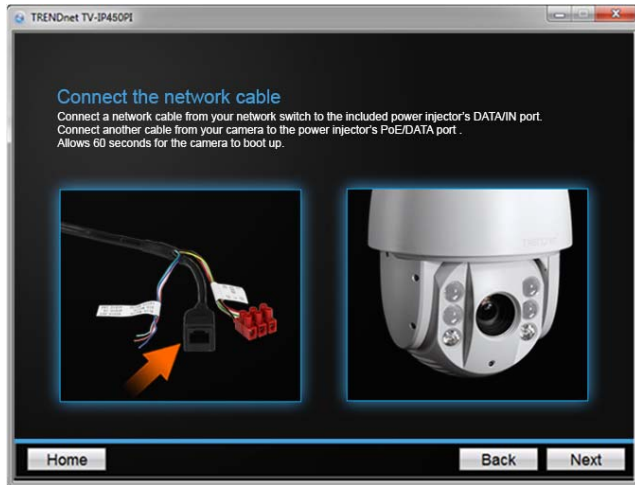 TRENDnet TV-IP450PI
Connect the network cable
Connect a network cable from your network switch to the included power injector's DATA/IN port.
Connect another cable from your camera to the power injector's PoE/DATA port .
Allows 60 seconds for the camera to boot up.
TRENDnet
Home
Back
Next